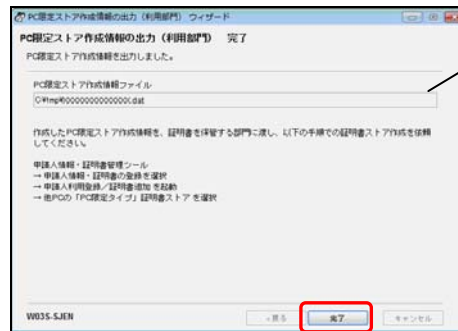 PC限定ストア作成情報の出力（利用部門） ウィザード
PC限定ストア作成情報の出力（利用部門） 完了
PC限定ストア作成情報を出力しました。
PC限定ストア作成情報ファイル
作成したPC限定ストア作成情報を、証明書を保管する部門に渡し、以下の手順での証明書ストア作成を依頼
してください。
申請人情報・証明書管理ツール
→ 申請人情報・証明書の登録 を選択
→ 申請人利用登録／証明書追加 を起動
→ 他PCの「PC限定タイプ」証明書ストア を選択
W035-SJEN
＜戻る
完了
キャンセル